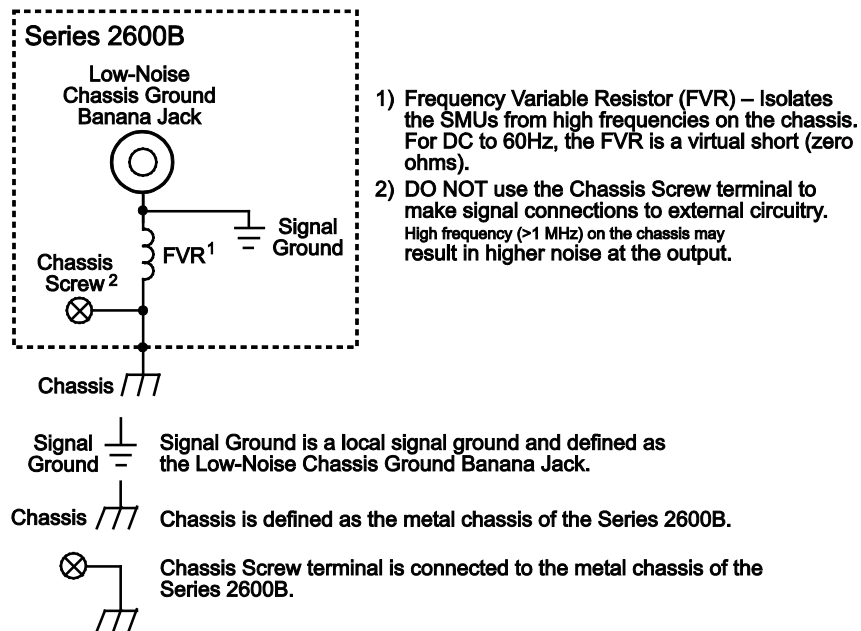 Series 2600B
Low-Noise
Chassis Ground
Banana Jack
Signal
Ground
FVR1
Chassis
Screw2
Chassis
1) Frequency Variable Resistor (FVR) – Isolates
the SMUs from high frequencies on the chassis.
For DC to 60Hz, the FVR is a virtual short (zero
ohms).
2) DO NOT use the Chassis Screw terminal to
make signal connections to external circuitry.
High frequency (>1 MHz) on the chassis may
result in higher noise at the output.
Signal
Ground
Signal Ground is a local signal ground and defined as
the Low-Noise Chassis Ground Banana Jack.
Chassis
Chassis is defined as the metal chassis of the Series 2600B.
Chassis Screw terminal is connected to the metal chassis of the
Series 2600B.